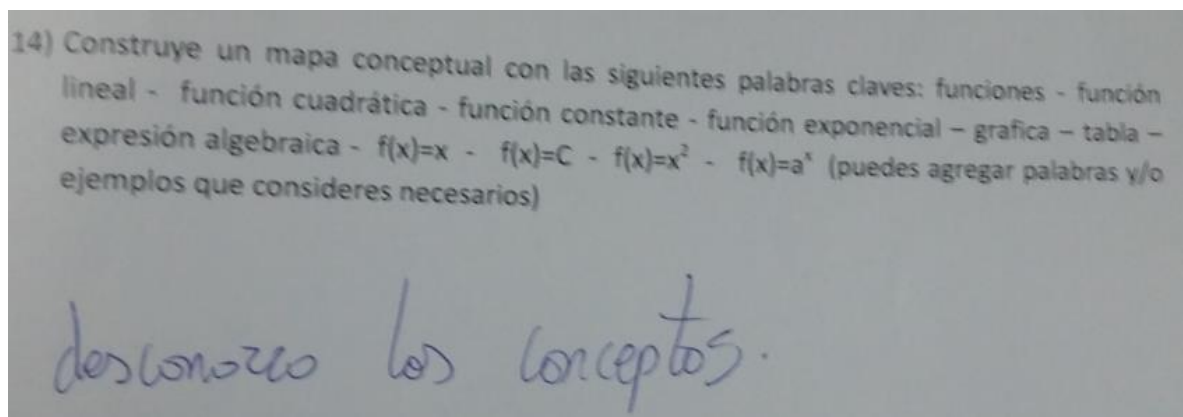 14) Construye un mapa conceptual con las siguientes palabras claves: funciones - función
lineal - función cuadrática - función constante - función exponencial – grafica – tabla –
expresión algebraica - f(x)=x - f(x)=C - f(x)=x² - f(x)=aˣ (puedes agregar palabras y/o
ejemplos que consideres necesarios)
desconozco los conceptos.